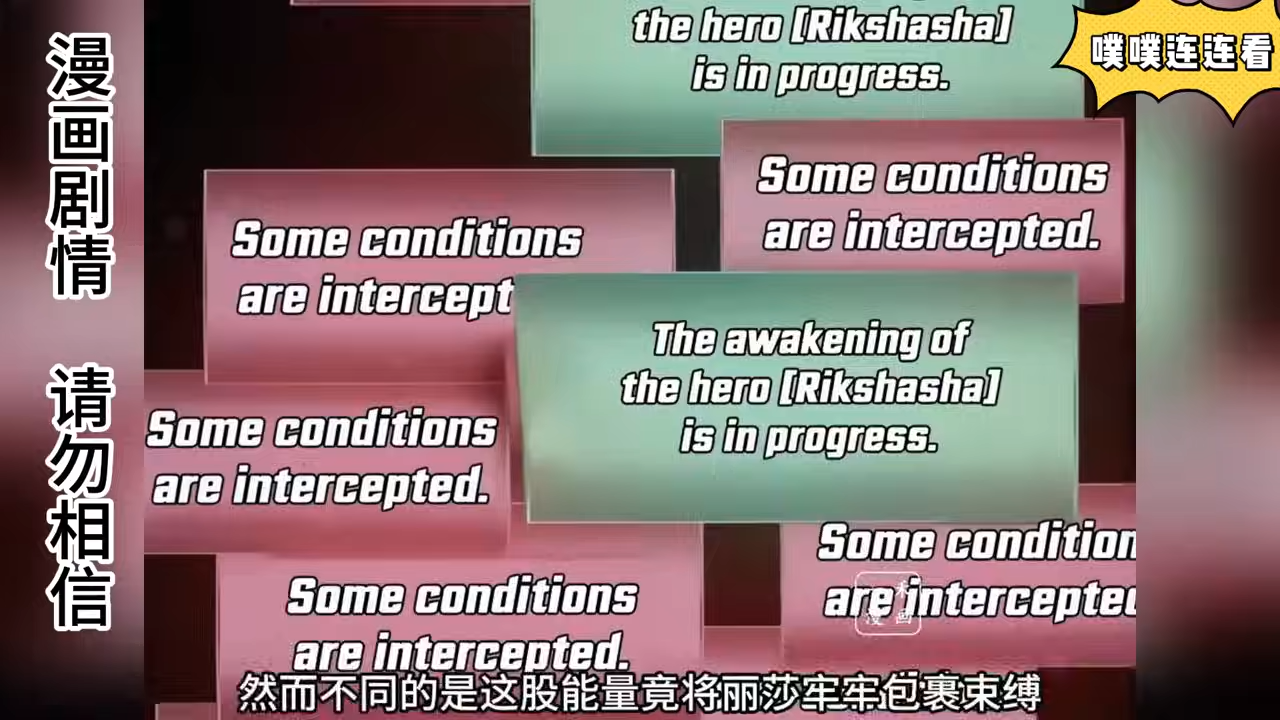 漫画剧情 请勿相信
噗噗连连看
the hero [Rikshasha]
is in progress.
Some conditions
are intercepted.
Some conditions
are intercept
The awakening of
the hero [Rikshasha]
is in progress.
Some conditions
are intercepted.
Some condition
are intercepte
Some conditions
are intercepted.
然而不同的是这股能量竟将丽莎牢牢包裹束缚